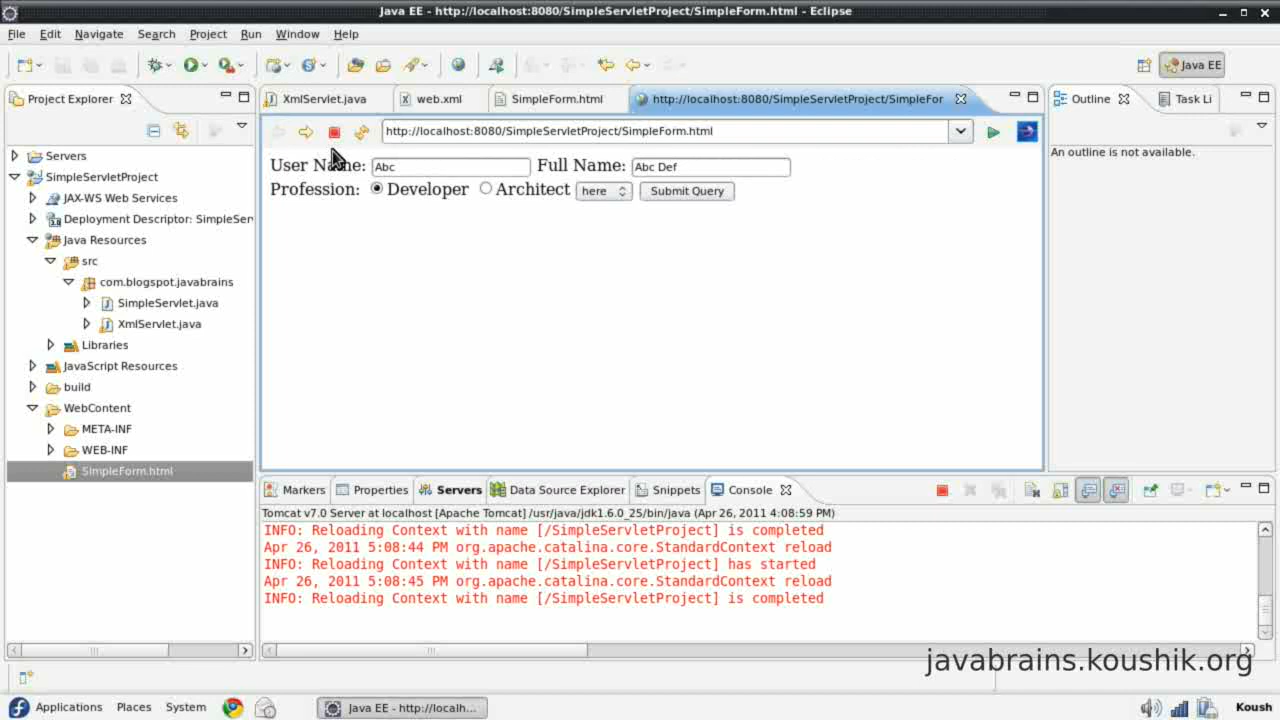 Java EE - http://localhost:8080/SimpleServletProject/SimpleForm.html - Eclipse
File Edit Navigate Search Project Run Window Help
Java EE
Project Explorer
XmlServlet.java
web.xml
SimpleForm.html
http://localhost:8080/SimpleServletProject/SimpleFor
Outline
Task Li
http://localhost:8080/SimpleServletProject/SimpleForm.html
An outline is not available.
Servers
SimpleServletProject
JAX-WS Web Services
Deployment Descriptor: SimpleSer
Java Resources
src
com.blogspot.javabrains
SimpleServlet.java
XmlServlet.java
Libraries
JavaScript Resources
build
WebContent
META-INF
WEB-INF
SimpleForm.html
User Name: Abc Full Name: Abc Def
Profession: Developer Architect here Submit Query
Markers Properties Servers Data Source Explorer Snippets Console
Tomcat v7.0 Server at localhost [Apache Tomcat] /usr/java/jdk1.6.0_25/bin/java (Apr 26, 2011 4:08:59 PM)
INFO: Reloading Context with name [/SimpleServletProject] is completed
Apr 26, 2011 5:08:44 PM org.apache.catalina.core.StandardContext reload
INFO: Reloading Context with name [/SimpleServletProject] has started
Apr 26, 2011 5:08:45 PM org.apache.catalina.core.StandardContext reload
INFO: Reloading Context with name [/SimpleServletProject] is completed
javabrains.koushik.org
Applications Places System
Java EE - http://localh...
Koush